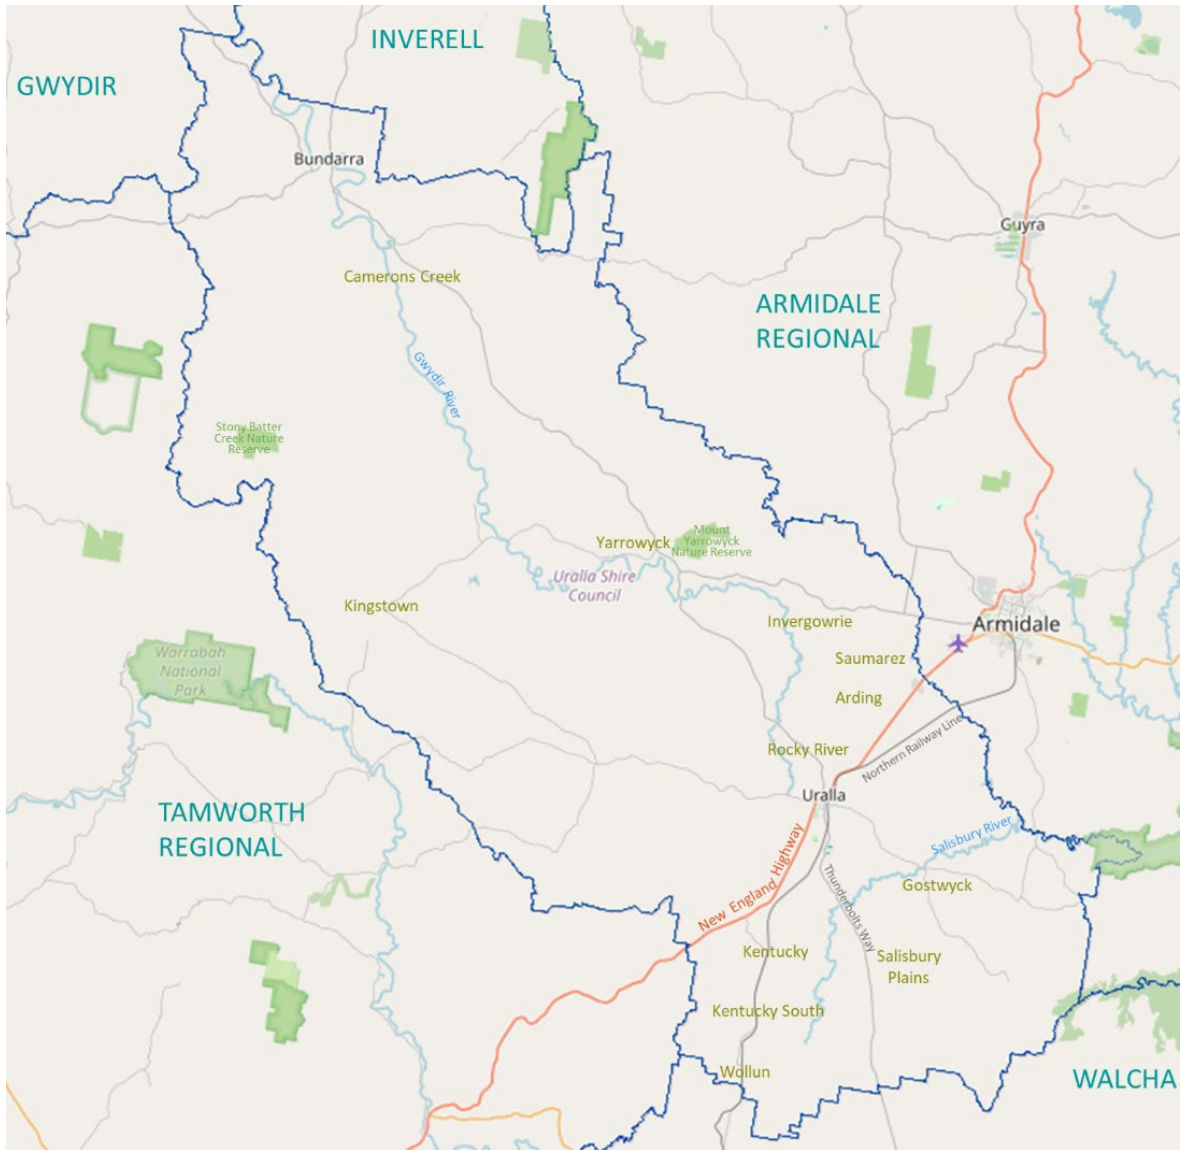 INVERELL
GWYDIR
Bundarra
Guyra
Camerons Creek
ARMIDALE
REGIONAL
Gwydir River
Stony Batter
Creek Nature
Reserve
Yarrowyck
Mount
Yarrowyck
Nature Reserve
Uralla Shire
Council
Kingstown
Invergowrie
Armidale
Warrabah
National
Park
Saumarez
Arding
Rocky River
Northern Railway Line
Uralla
TAMWORTH
REGIONAL
Salisbury River
New England Highway
Thunderbolts Way
Gostwyck
Kentucky
Salisbury
Plains
Kentucky South
Wollun
WALCHA